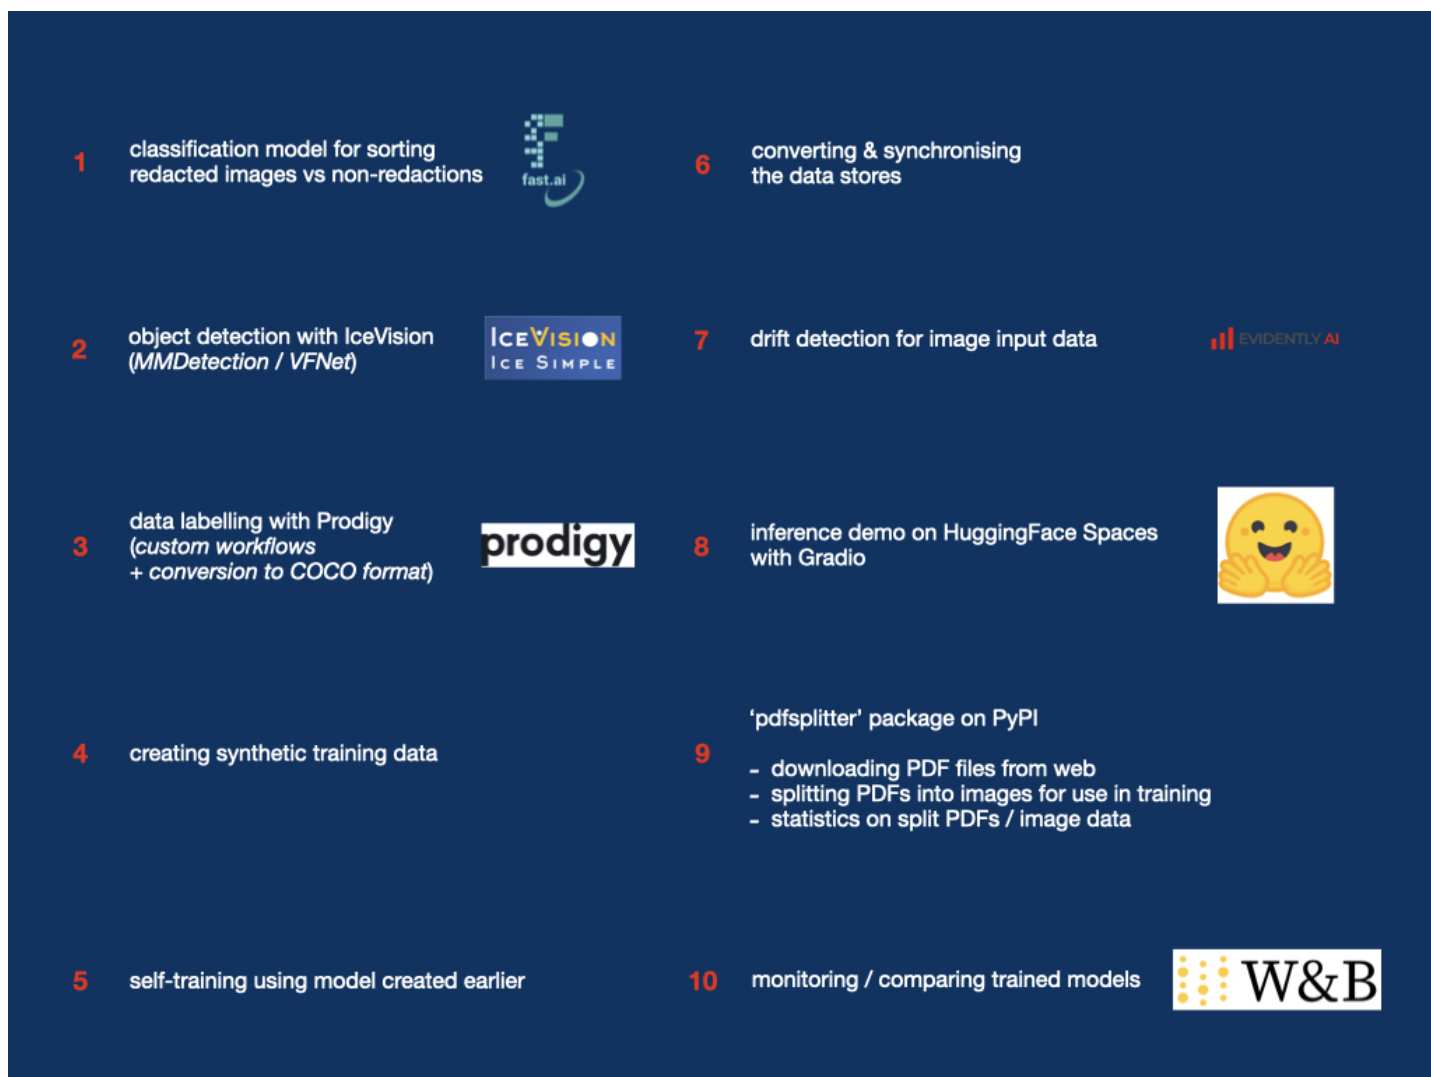 1
classification model for sorting
redacted images vs non-redactions
fast.ai
2
object detection with IceVision
(MMDetection / VFNet)
ICEVISION
ICE SIMPLE
3
data labelling with Prodigy
(custom workflows
+ conversion to COCO format)
prodigy
4
creating synthetic training data
5
self-training using model created earlier
6
converting & synchronising
the data stores
7
drift detection for image input data
EVIDENTLY AI
8
inference demo on HuggingFace Spaces
with Gradio
9
‘pdfsplitter’ package on PyPI
- downloading PDF files from web
- splitting PDFs into images for use in training
- statistics on split PDFs / image data
10
monitoring / comparing trained models
W&B